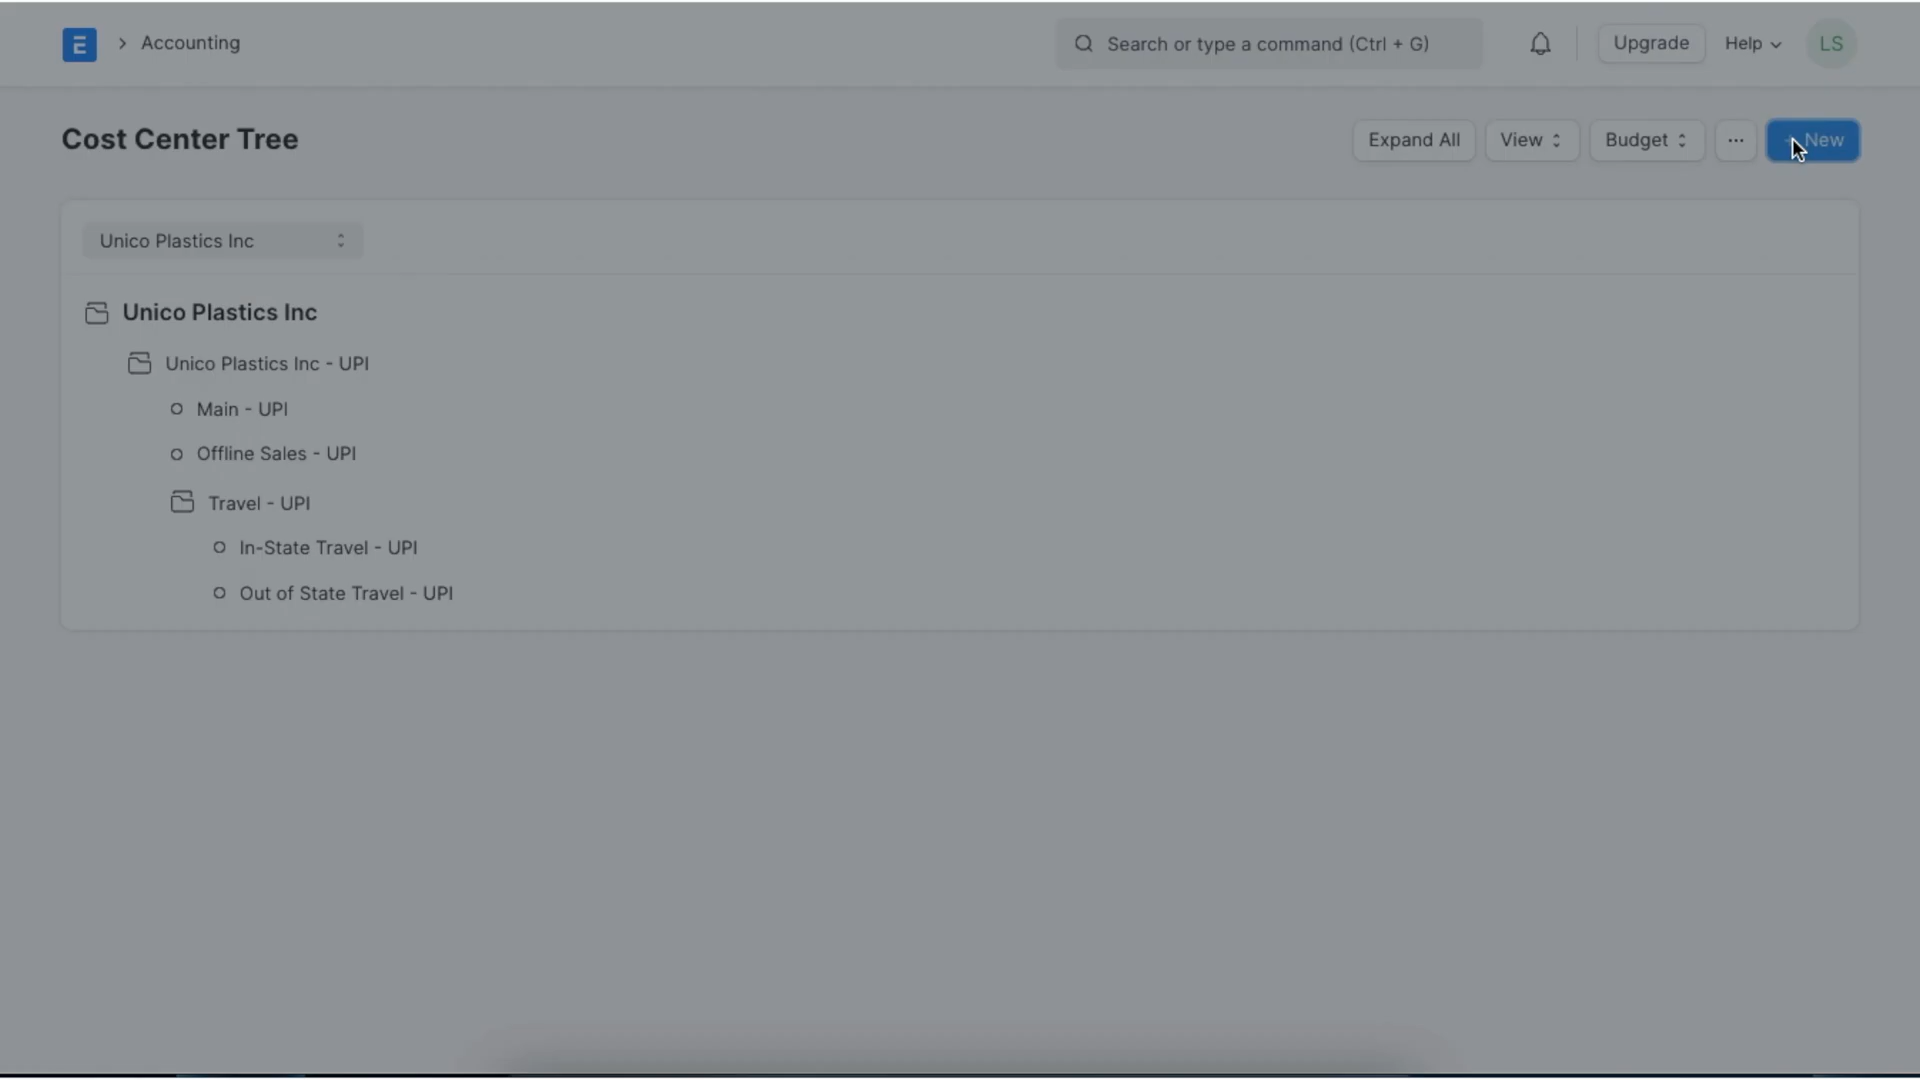 E > Accounting
Search or type a command (Ctrl + G)
Upgrade
Help
LS
Cost Center Tree
Expand All
View
Budget
...
+ New
Unico Plastics Inc
Unico Plastics Inc
Unico Plastics Inc - UPI
Main - UPI
Offline Sales - UPI
Travel - UPI
In-State Travel - UPI
Out of State Travel - UPI